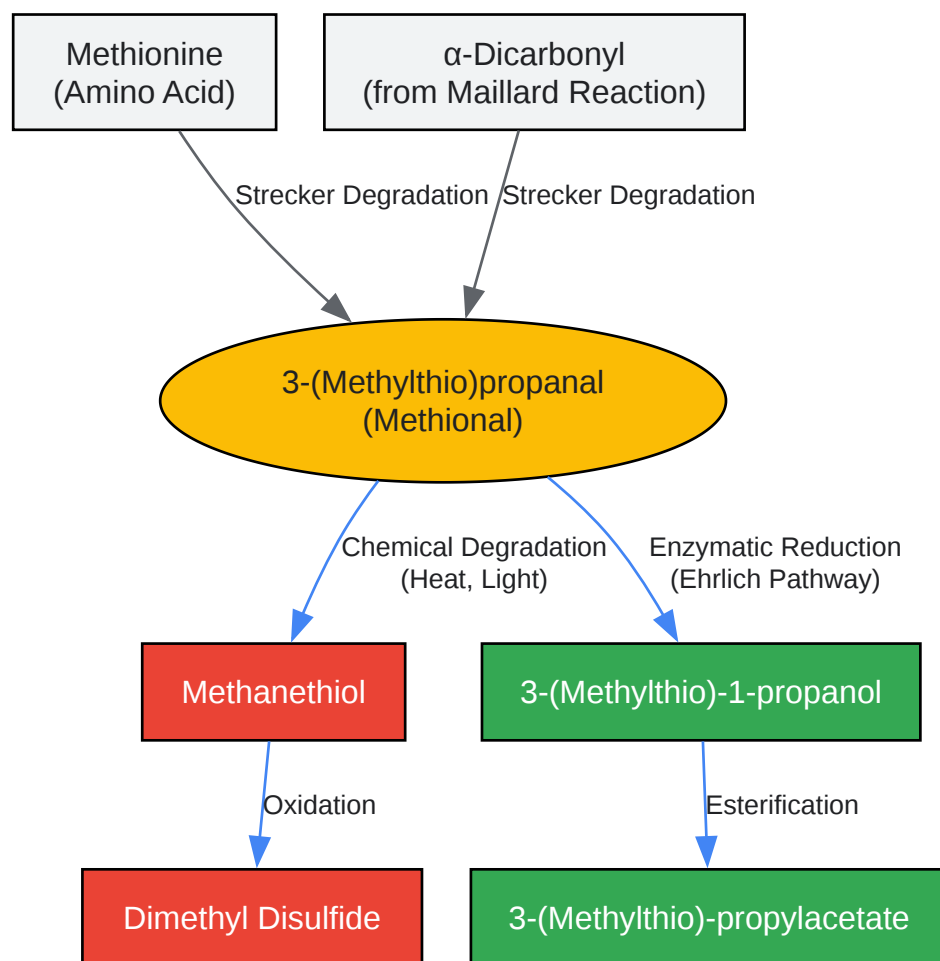 Methionine
(Amino Acid)
α-Dicarbonyl
(from Maillard Reaction)
Strecker Degradation
Strecker Degradation
3-(Methylthio)propanal
(Methional)
Chemical Degradation
(Heat, Light)
Enzymatic Reduction
(Ehrlich Pathway)
Methanethiol
3-(Methylthio)-1-propanol
Oxidation
Esterification
Dimethyl Disulfide
3-(Methylthio)-propylacetate